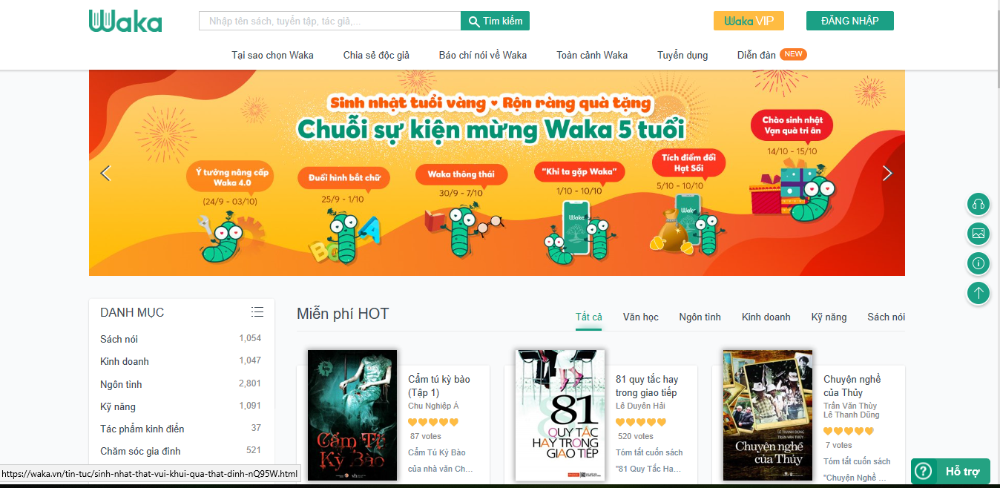 Waka
Nhập tên sách, tuyển tập, tác giả,...
Tìm kiếm
Waka VIP
ĐĂNG NHẬP
Tại sao chọn Waka
Chia sẻ độc giả
Báo chí nói về Waka
Toàn cảnh Waka
Tuyển dụng
Diễn đàn NEW
Sinh nhật tuổi vàng - Rộn ràng quà tặng
Chuỗi sự kiện mừng Waka 5 tuổi
Ý tưởng nâng cấp
Waka 4.0
(24/9 - 03/10)
Đuổi hình bắt chữ
25/9 - 1/10
Waka thông thái
30/9 - 7/10
"Khi ta gặp Waka"
1/10 - 10/10
Tích điểm đổi
Hạt Sồi
5/10 - 10/10
Chào sinh nhật
Vạn quà tri ân
14/10 - 15/10
Waka
Waka
DANH MỤC
Sách nói 1,054
Kinh doanh 1,047
Ngôn tình 2,801
Kỹ năng 1,091
Tác phẩm kinh điển 37
Chăm sóc gia đình 521
Miễn phí HOT
Tất cả
Văn học
Ngôn tình
Kinh doanh
Kỹ năng
Sách nói
Cẩm Tú
Kỳ Bào
Cẩm tú kỳ bào
(Tập 1)
Chu Nghiệp Á
87 votes
Cẩm Tú Kỳ Bào
của nhà văn Ch...
81
QUY TẮC
HAY TRONG
GIAO TIẾP
81 quy tắc hay
trong giao tiếp
Lê Duyên Hải
520 votes
Tóm tắt cuốn sách
"81 Quy Tắc Ha...
LÊ THANH DŨNG
TRẦN VĂN THỦY
Chuyện nghề
của Thủy
Chuyện nghề
của Thủy
Trần Văn Thủy
Lê Thanh Dũng
7 votes
Tóm tắt cuốn sách
"Chuyện Nghề ...
https://waka.vn/tin-tuc/sinh-nhat-that-vui-khui-qua-that-dinh-nQ95W.html
Hỗ trợ